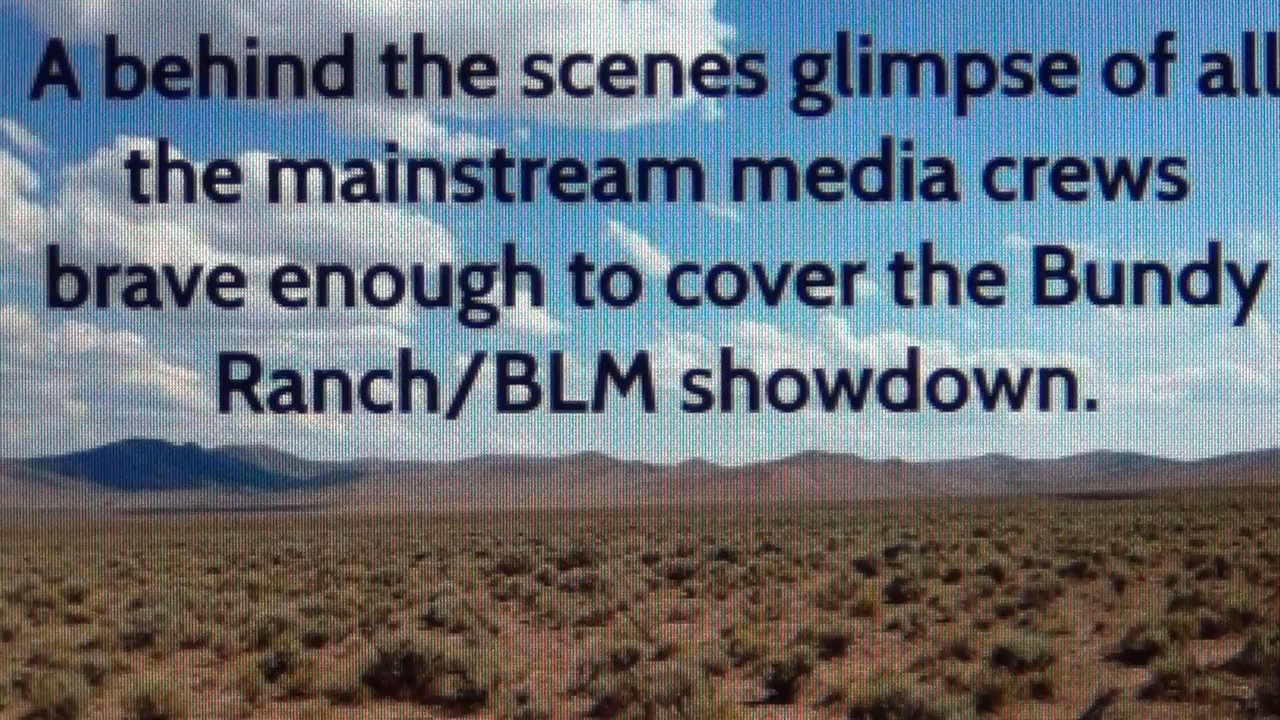 A behind the scenes glimpse of all
the mainstream media crews
brave enough to cover the Bundy
Ranch/BLM showdown.